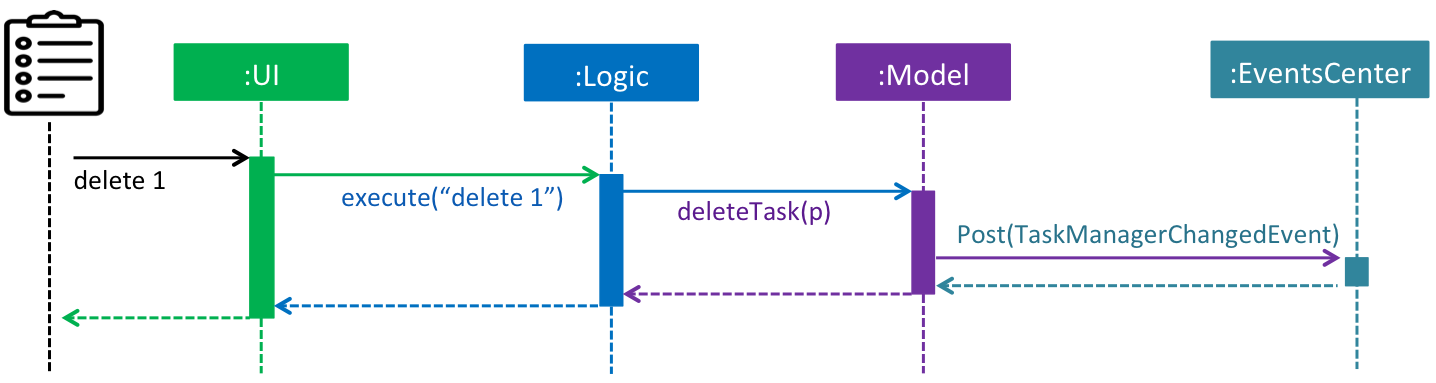 :UI
:Logic
:Model
:EventsCenter
delete 1
execute(“delete 1”)
deleteTask(p)
Post(TaskManagerChangedEvent)